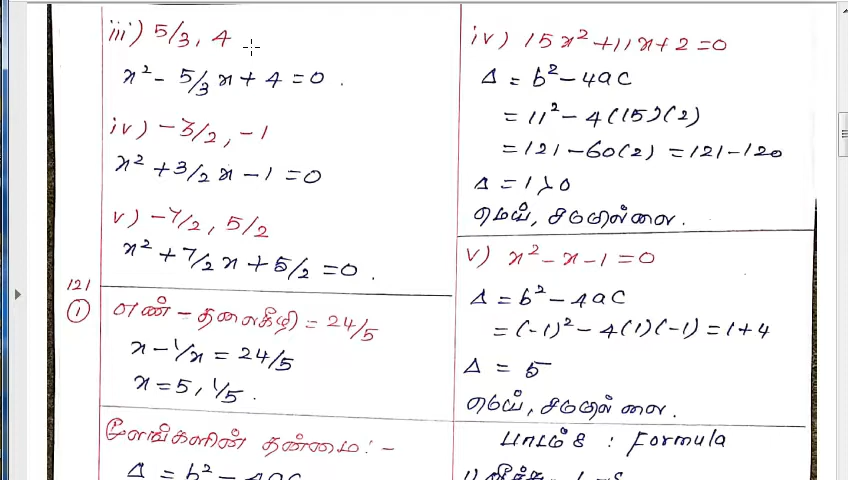 iii) 5/3, 4
x² - 5/3 x + 4 = 0.
iv) -3/2, -1
x² + 3/2 x - 1 = 0
v) -7/2, 5/2
x² + 7/2 x + 5/2 = 0.
121
① எண் - தலைகீழி = 24/5
x - 1/x = 24/5
x = 5, 1/5.
மூலங்களின் தன்மை :-
Δ = b² - 4ac
iv) 15x² + 11x + 2 = 0
Δ = b² - 4ac
= 11² - 4(15)(2)
= 121 - 60(2) = 121 - 120
Δ = 1 > 0
மெய், சமமுள்ளவை.
v) x² - x - 1 = 0
Δ = b² - 4ac
= (-1)² - 4(1)(-1) = 1 + 4
Δ = 5
மெய், சமமுள்ளவை.
பாடம் 8 : Formula